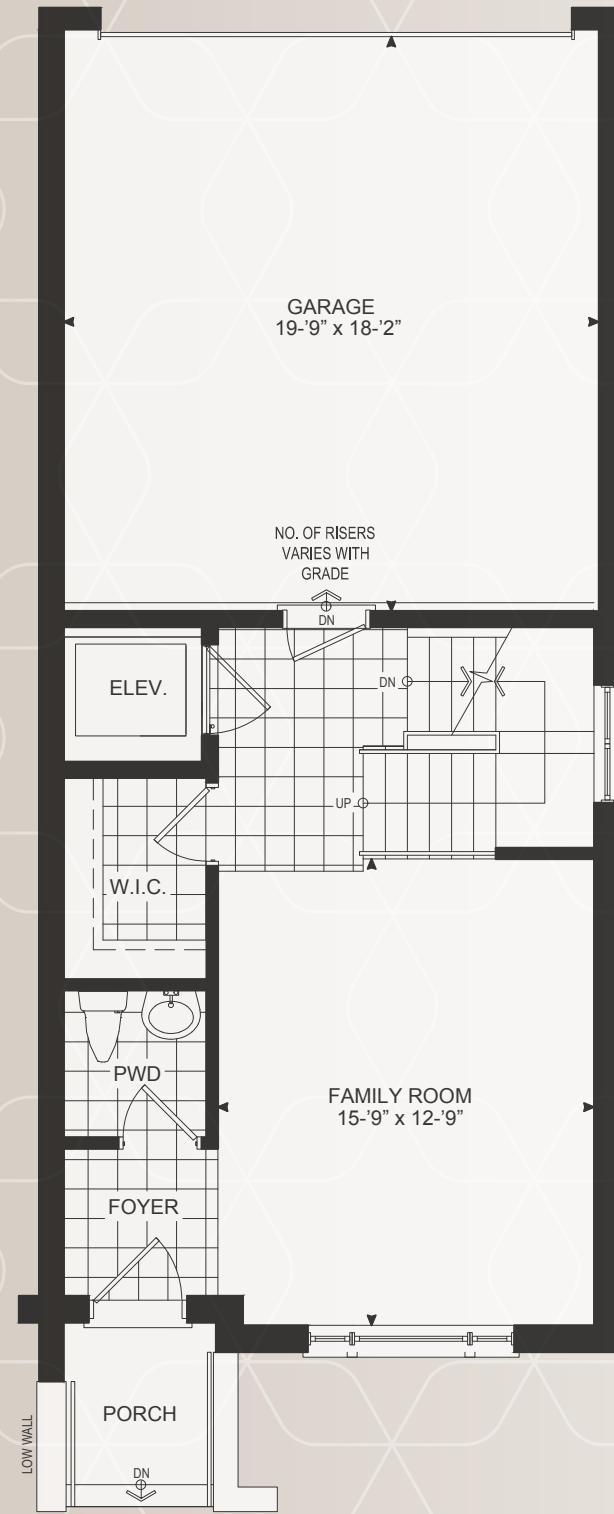 GARAGE
19-'9” x 18-'2”
NO. OF RISERS
VARIES WITH
GRADE
DN
ELEV.
DN
UP
W.I.C.
PWD
FAMILY ROOM
15-'9” x 12-'9”
FOYER
PORCH
LOW WALL
DN